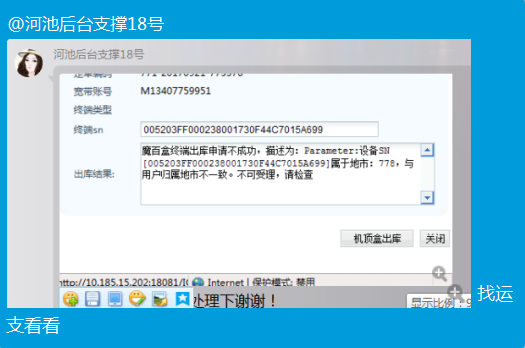 @河池后台支撑18号
河池后台支撑18号
宽带账号 M13407759951
终端类型
终端sn 005203FF000238001730F44C7015A699
魔百盒终端出库申请不成功，描述为：Parameter:设备SN
[005203FF000238001730F44C7015A699]属于地市：778，与
出库结果: 用户归属地市不一致。不可受理，请检查
机顶盒出库 关闭
http://10.185.15.202:18081/IC Internet | 保护模式: 禁用
处理下谢谢！
显示比例: 9
找运
支看看